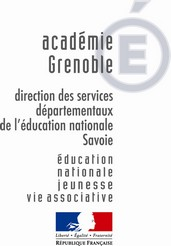 académie
Grenoble
direction des services
départementaux
de l'éducation nationale
Savoie
éducation
nationale
jeunesse
vie associative
Liberté • Égalité • Fraternité
RÉPUBLIQUE FRANÇAISE